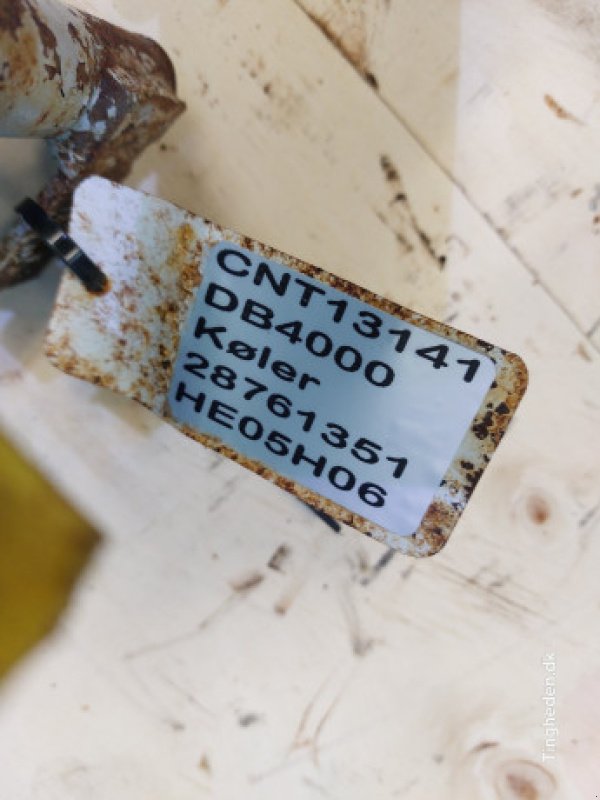 CNT13141
DB4000
Køler
28761351
HE05H06
Tingheden.dk